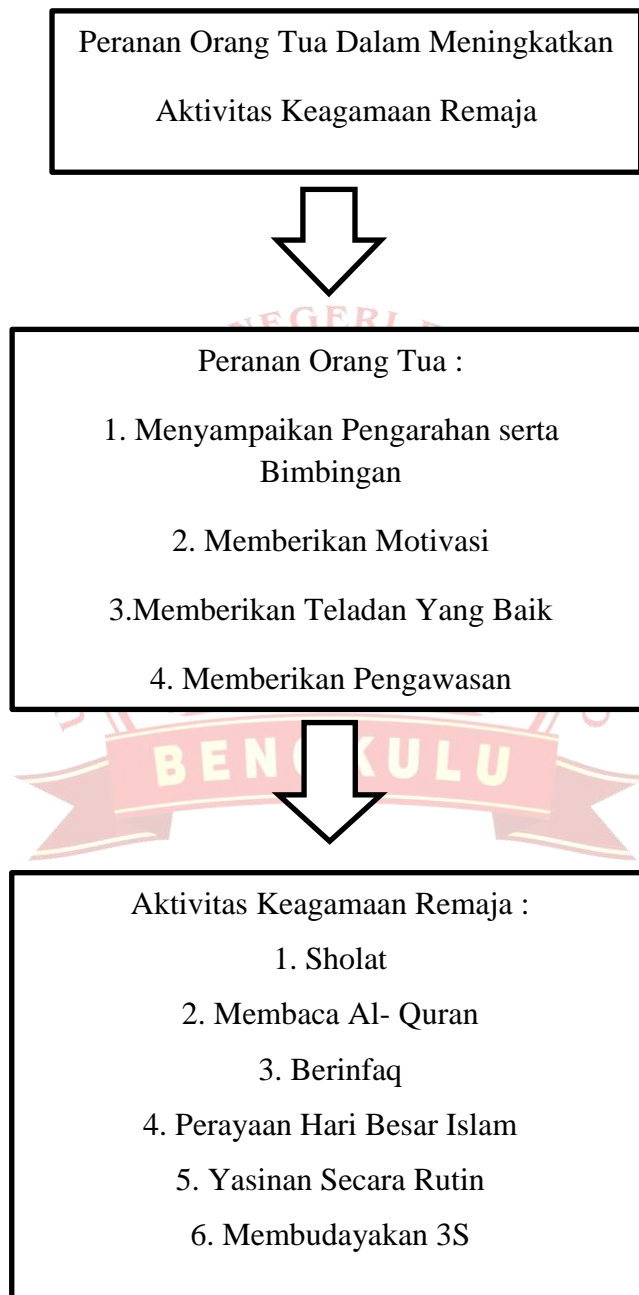 Peranan Orang Tua Dalam Meningkatkan
Aktivitas Keagamaan Remaja
NEGERI
Peranan Orang Tua :
1. Menyampaikan Pengarahan serta
Bimbingan
2. Memberikan Motivasi
3.Memberikan Teladan Yang Baik
4. Memberikan Pengawasan
BENGKULU
Aktivitas Keagamaan Remaja :
1. Sholat
2. Membaca Al- Quran
3. Berinfaq
4. Perayaan Hari Besar Islam
5. Yasinan Secara Rutin
6. Membudayakan 3S